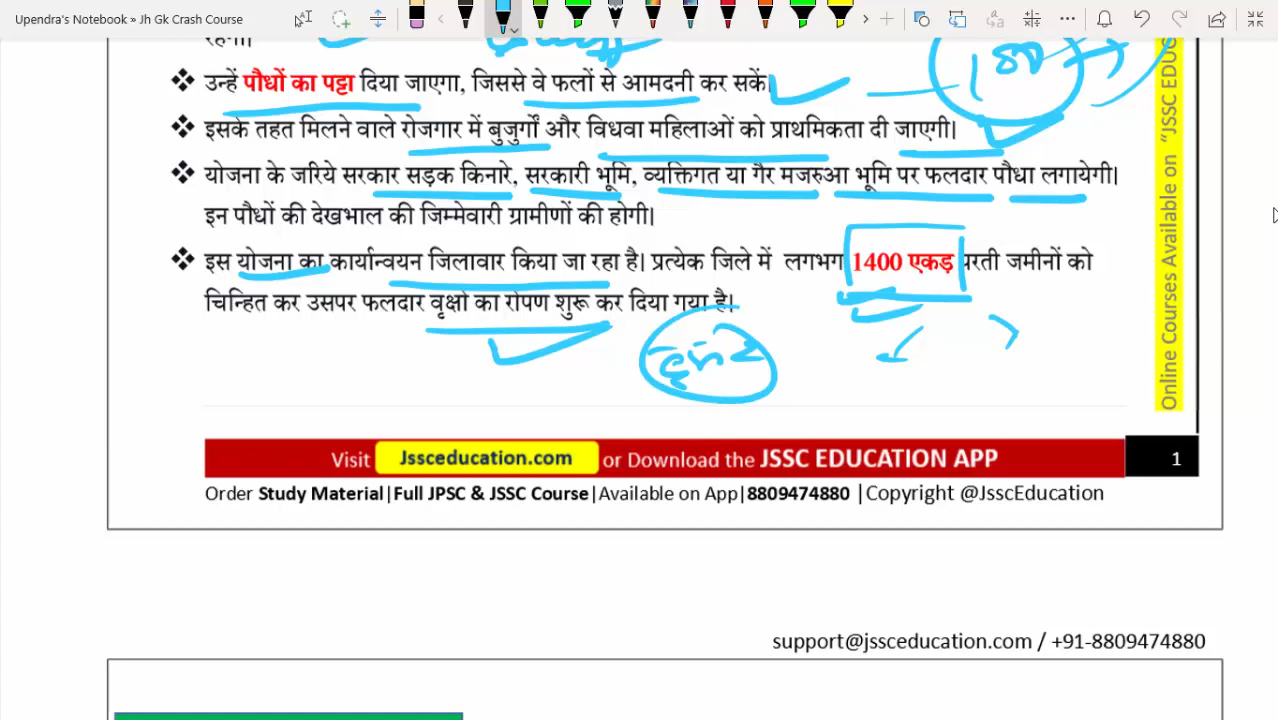 Upendra's Notebook » Jh Gk Crash Course
रहेगी।
❖ उन्हें पौधों का पट्टा दिया जाएगा, जिससे वे फलों से आमदनी कर सकें।
❖ इसके तहत मिलने वाले रोजगार में बुजुर्गों और विधवा महिलाओं को प्राथमिकता दी जाएगी।
❖ योजना के जरिये सरकार सड़क किनारे, सरकारी भूमि, व्यक्तिगत या गैर मजरुआ भूमि पर फलदार पौधा लगायेगी।
इन पौधों की देखभाल की जिम्मेवारी ग्रामीणों की होगी।
❖ इस योजना का कार्यान्वयन जिलावार किया जा रहा है। प्रत्येक जिले में लगभग 1400 एकड़ परती जमीनों को
चिन्हित कर उसपर फलदार वृक्षो का रोपण शुरू कर दिया गया है।
Online Courses Available on "JSSC EDUC
Visit Jssceducation.com or Download the JSSC EDUCATION APP
1
Order Study Material|Full JPSC & JSSC Course|Available on App|8809474880 |Copyright @JsscEducation
support@jssceducation.com / +91-8809474880